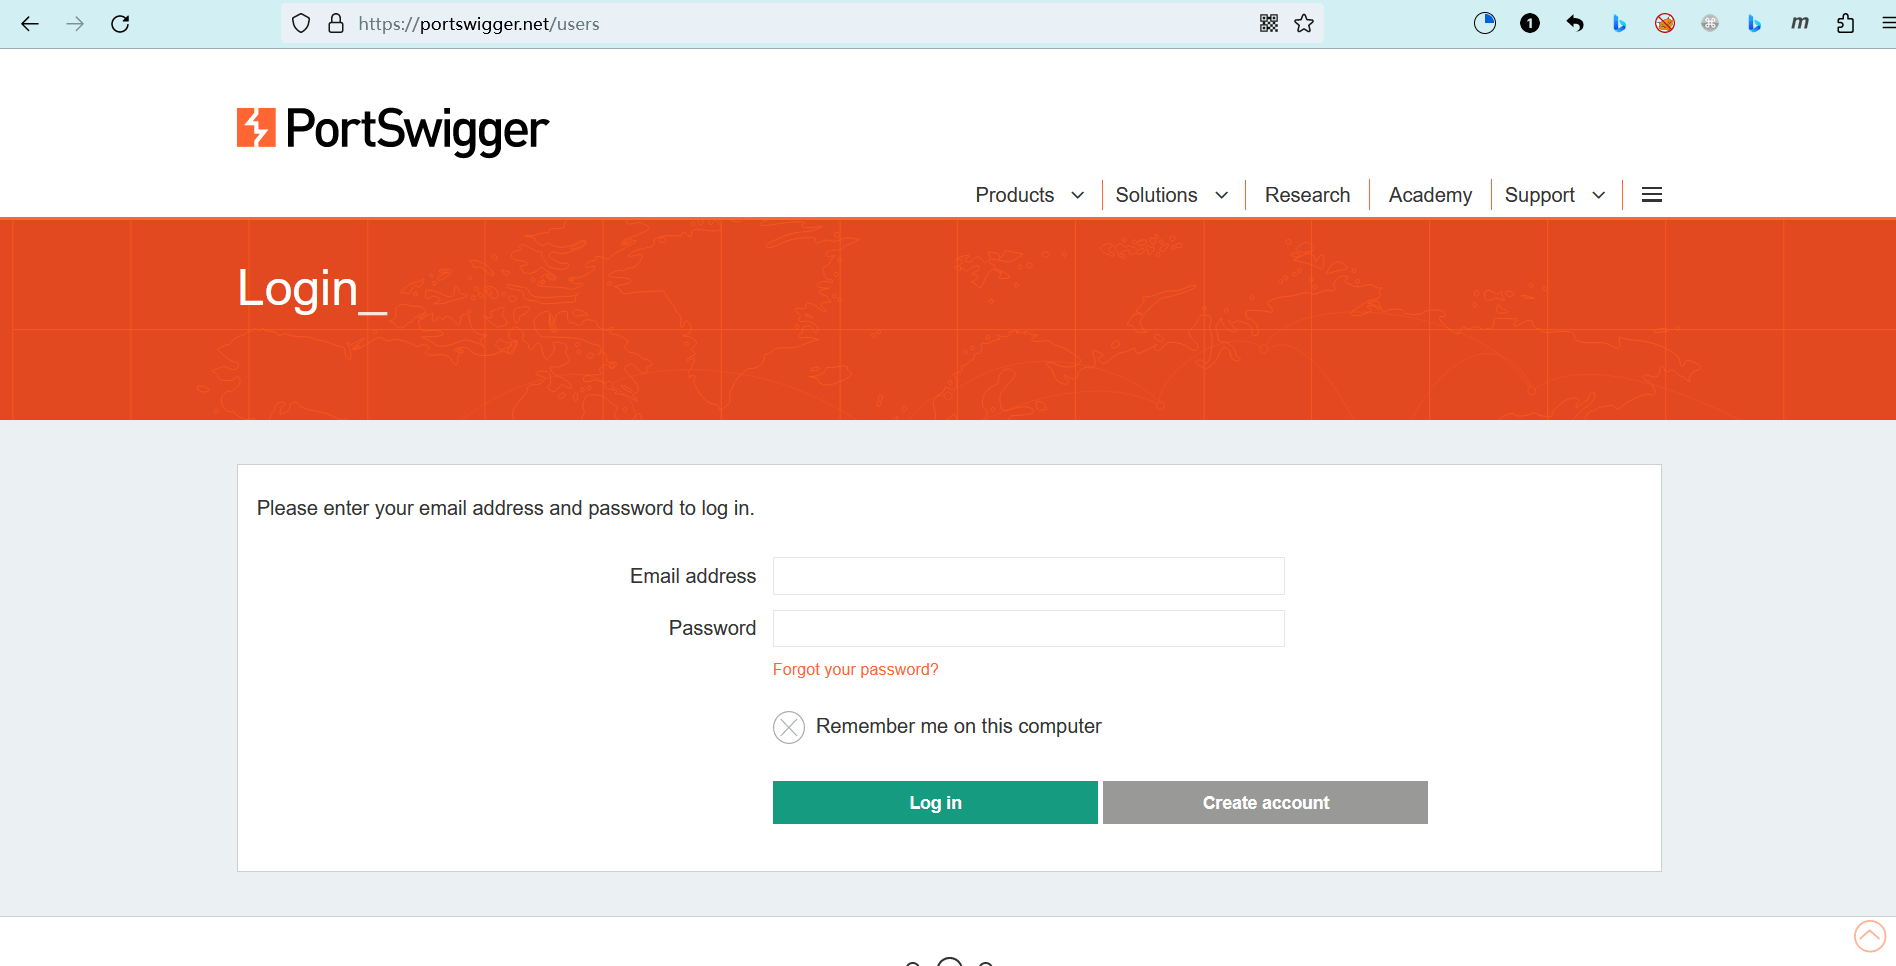 https://portswigger.net/users
1
m
PortSwigger
Products
Solutions
Research
Academy
Support
Login_
Please enter your email address and password to log in.
Email address
Password
Forgot your password?
Remember me on this computer
Log in
Create account